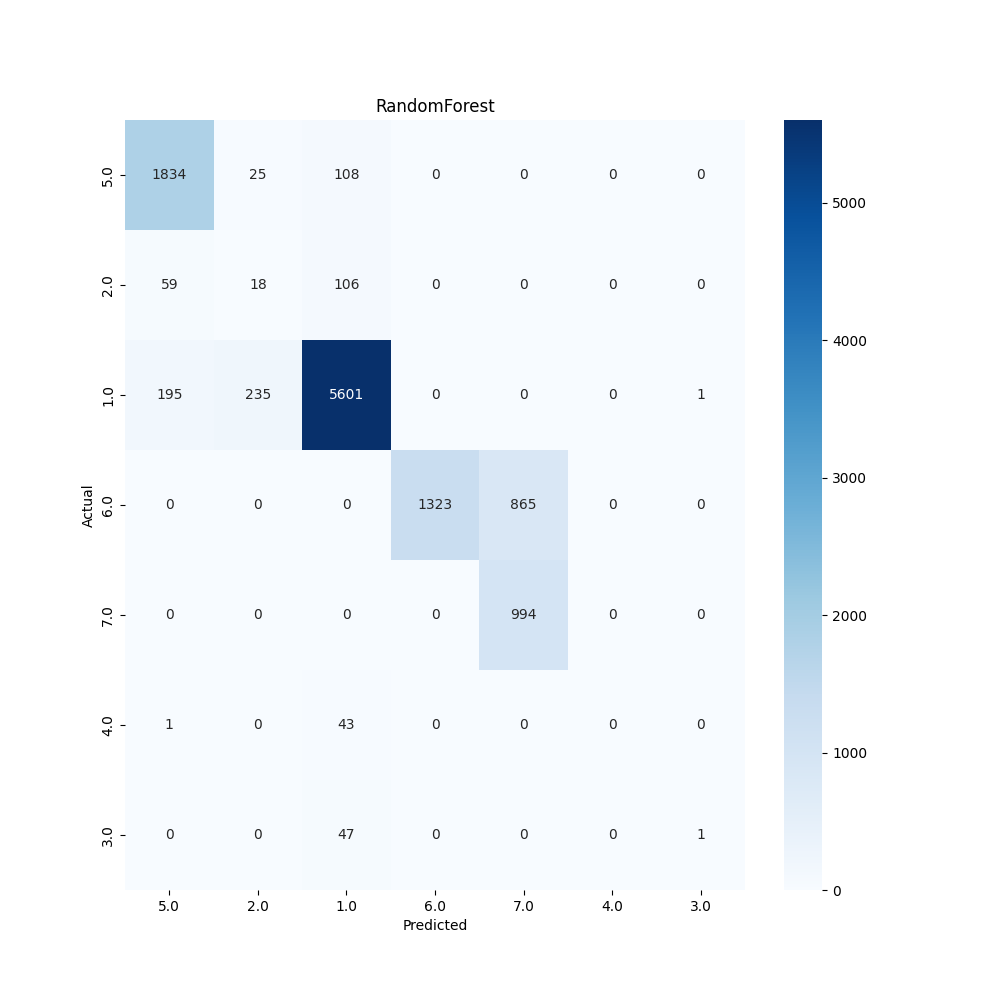 RandomForest
5.0 1834 25 108 0 0 0 0
2.0 59 18 106 0 0 0 0
1.0 195 235 5601 0 0 0 1
6.0 0 0 0 1323 865 0 0
7.0 0 0 0 0 994 0 0
4.0 1 0 43 0 0 0 0
3.0 0 0 47 0 0 0 1
Actual
5.0 2.0 1.0 6.0 7.0 4.0 3.0
Predicted
5000
4000
3000
2000
1000
0